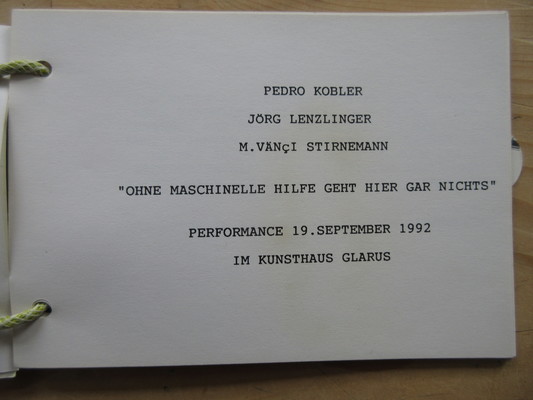 PEDRO KOBLER
JÖRG LENZLINGER
M.VÄNçI STIRNEMANN
"OHNE MASCHINELLE HILFE GEHT HIER GAR NICHTS"
PERFORMANCE 19.SEPTEMBER 1992
IM KUNSTHAUS GLARUS